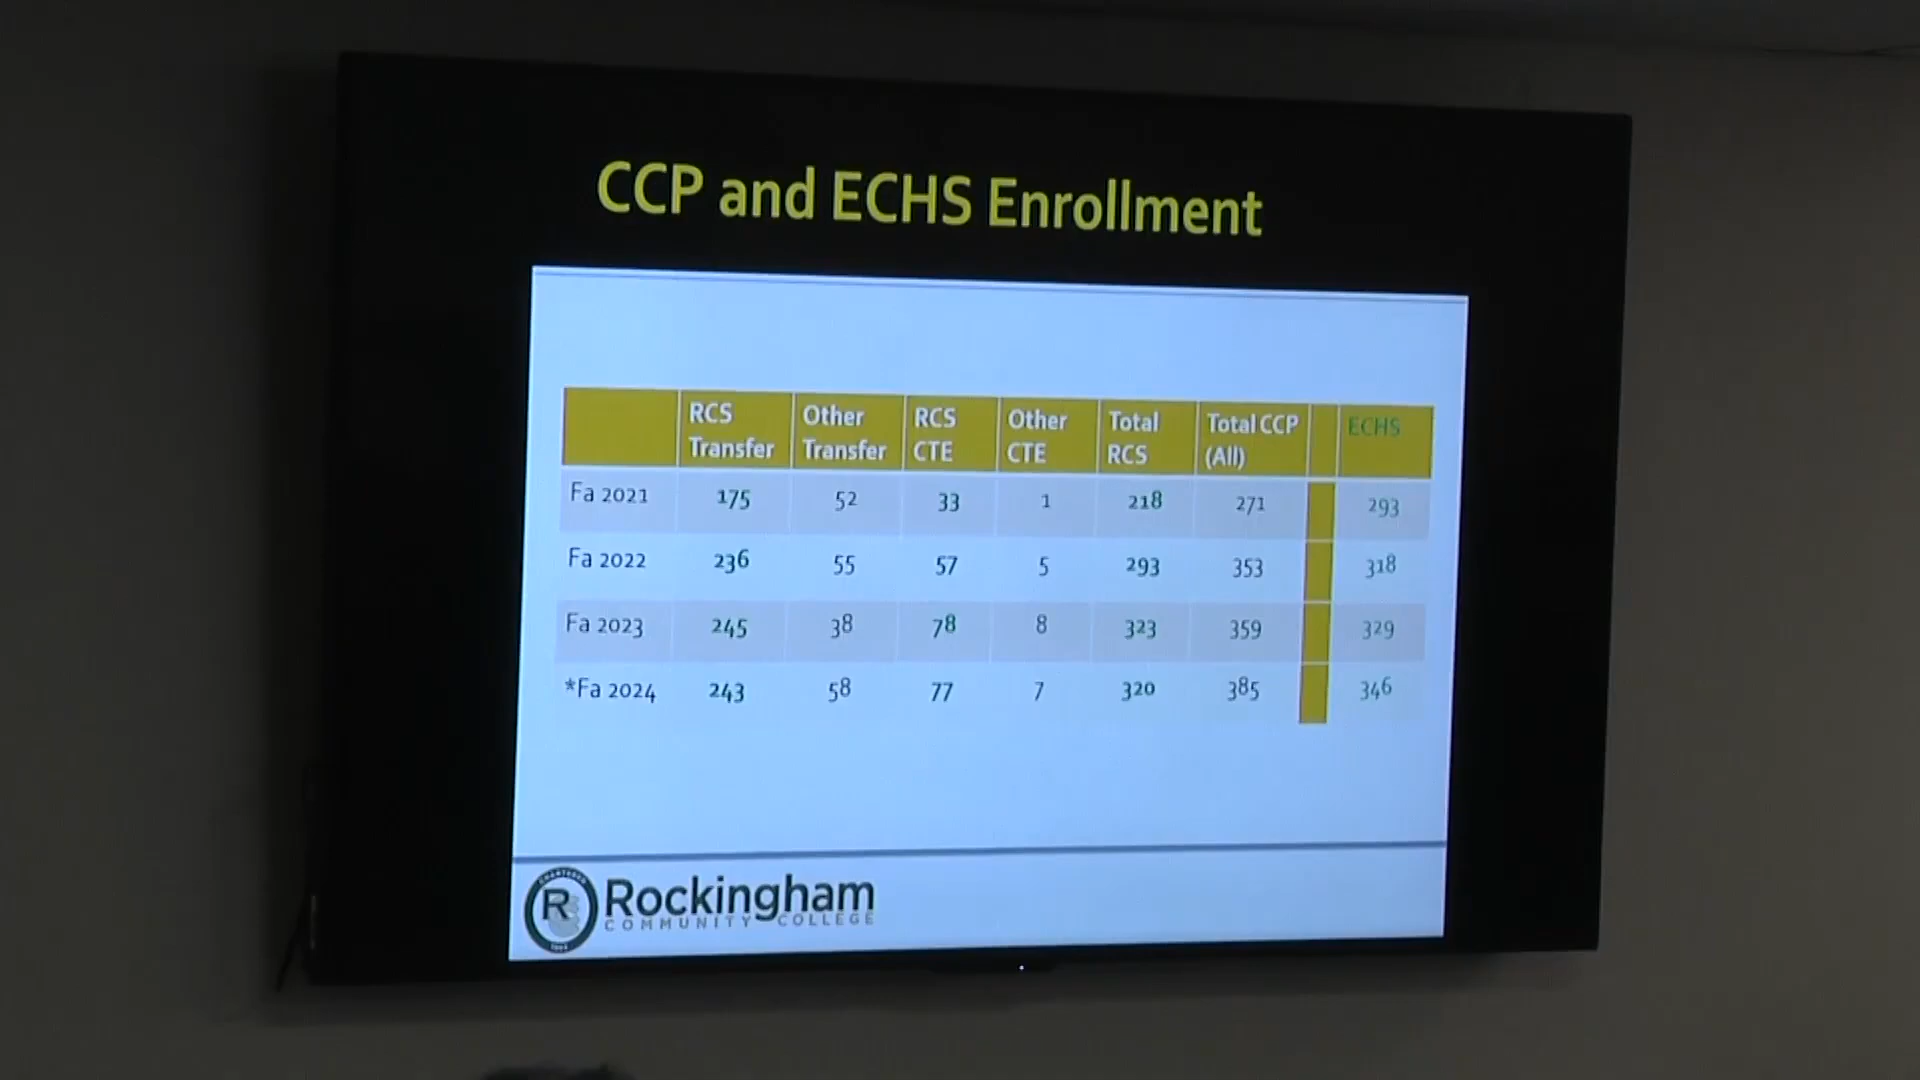 CCP and ECHS Enrollment
RCS Transfer Other Transfer RCS CTE Other CTE Total RCS Total CCP (All) ECHS
Fa 2021 175 52 33 1 218 271 293
Fa 2022 236 55 57 5 293 353 318
Fa 2023 245 38 78 8 323 359 329
*Fa 2024 243 58 77 7 320 385 346
R
Rockingham
COMMUNITY COLLEGE